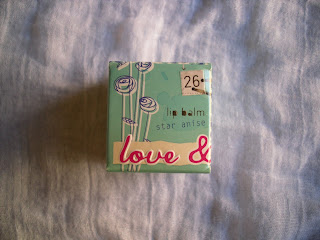 26
lip balm
star anise
love &